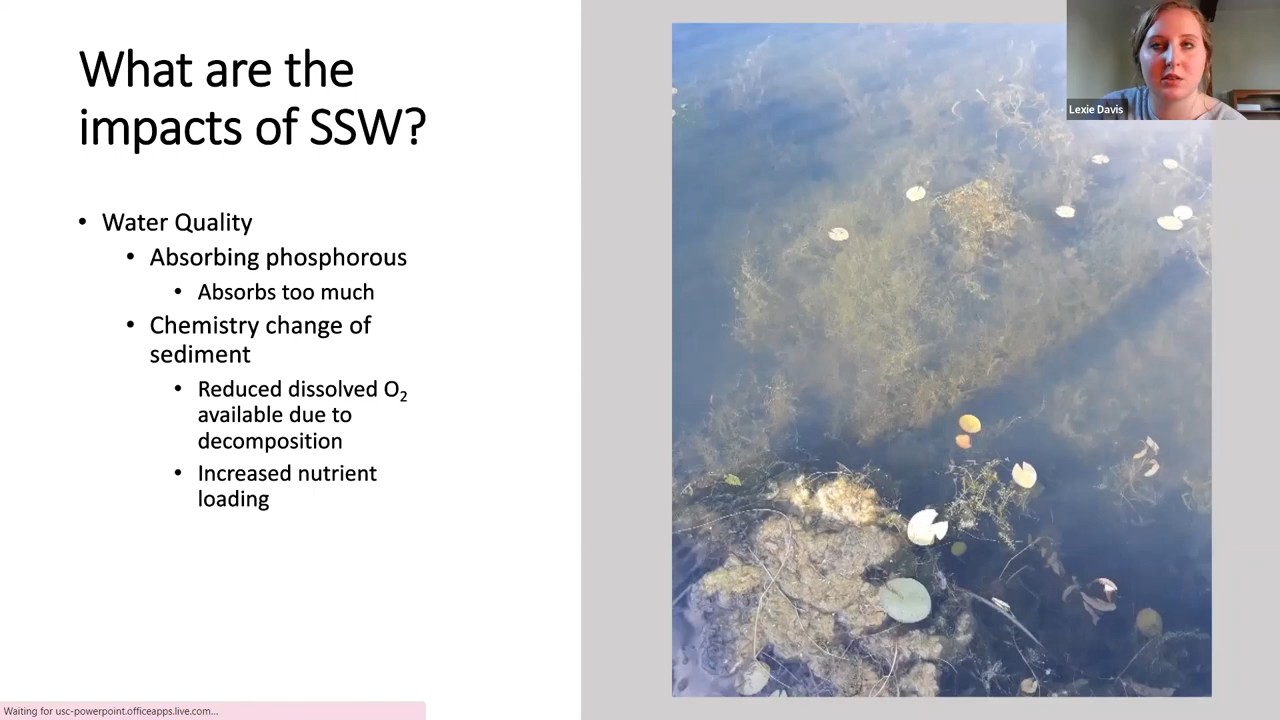 What are the
impacts of SSW?
• Water Quality
• Absorbing phosphorous
• Absorbs too much
• Chemistry change of
sediment
• Reduced dissolved O₂
available due to
decomposition
• Increased nutrient
loading
Lexie Davis
Waiting for usc-powerpoint.officeapps.live.com...